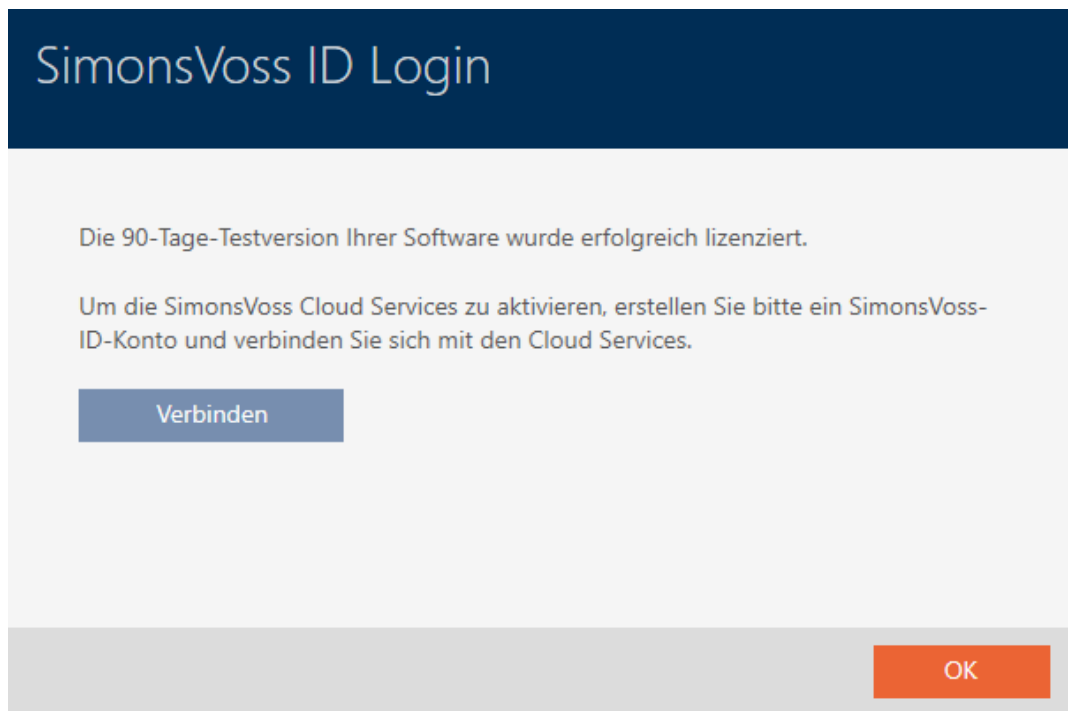 SimonsVoss ID Login
Die 90-Tage-Testversion Ihrer Software wurde erfolgreich lizenziert.
Um die SimonsVoss Cloud Services zu aktivieren, erstellen Sie bitte ein SimonsVoss-
ID-Konto und verbinden Sie sich mit den Cloud Services.
Verbinden
OK